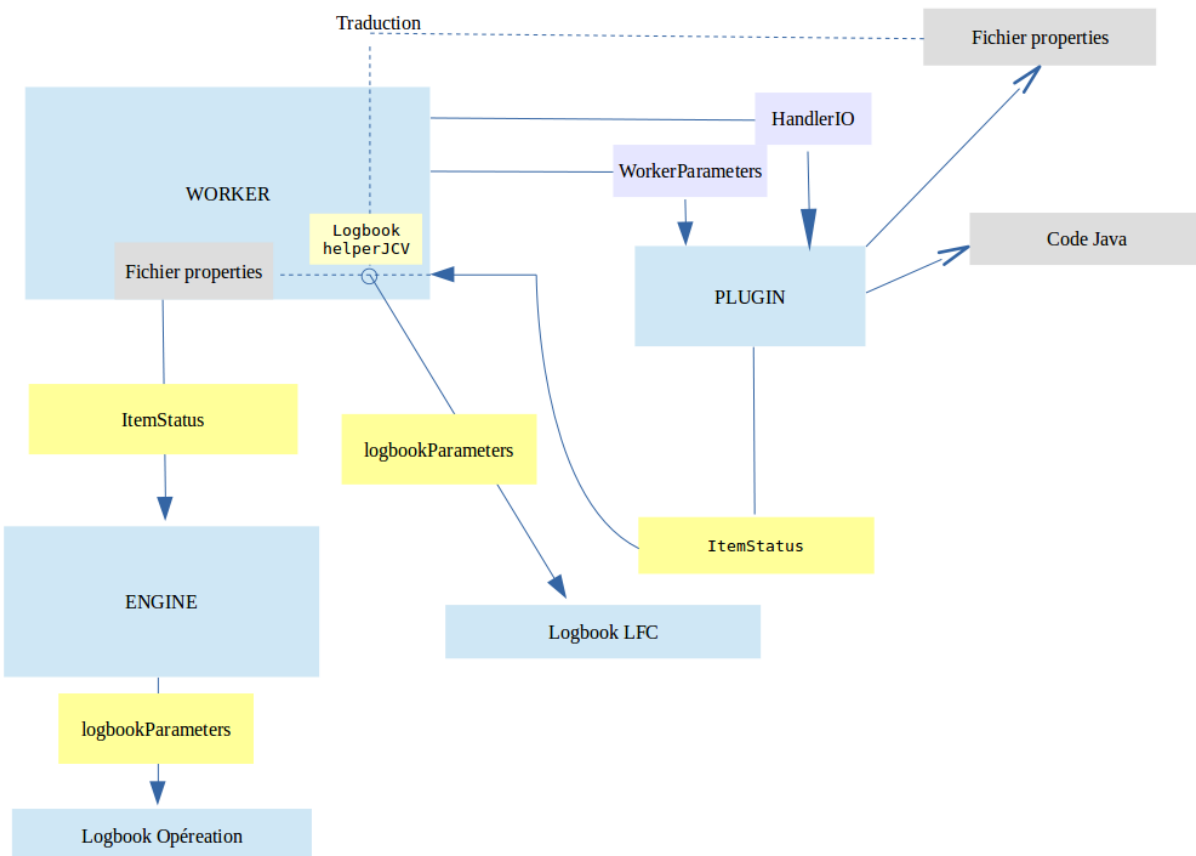 Traduction
Fichier properties
HandlerIO
WorkerParameters
WORKER
Logbook
helperJCV
Fichier properties
Code Java
PLUGIN
ItemStatus
logbookParameters
ItemStatus
ENGINE
Logbook LFC
logbookParameters
Logbook Opéreation